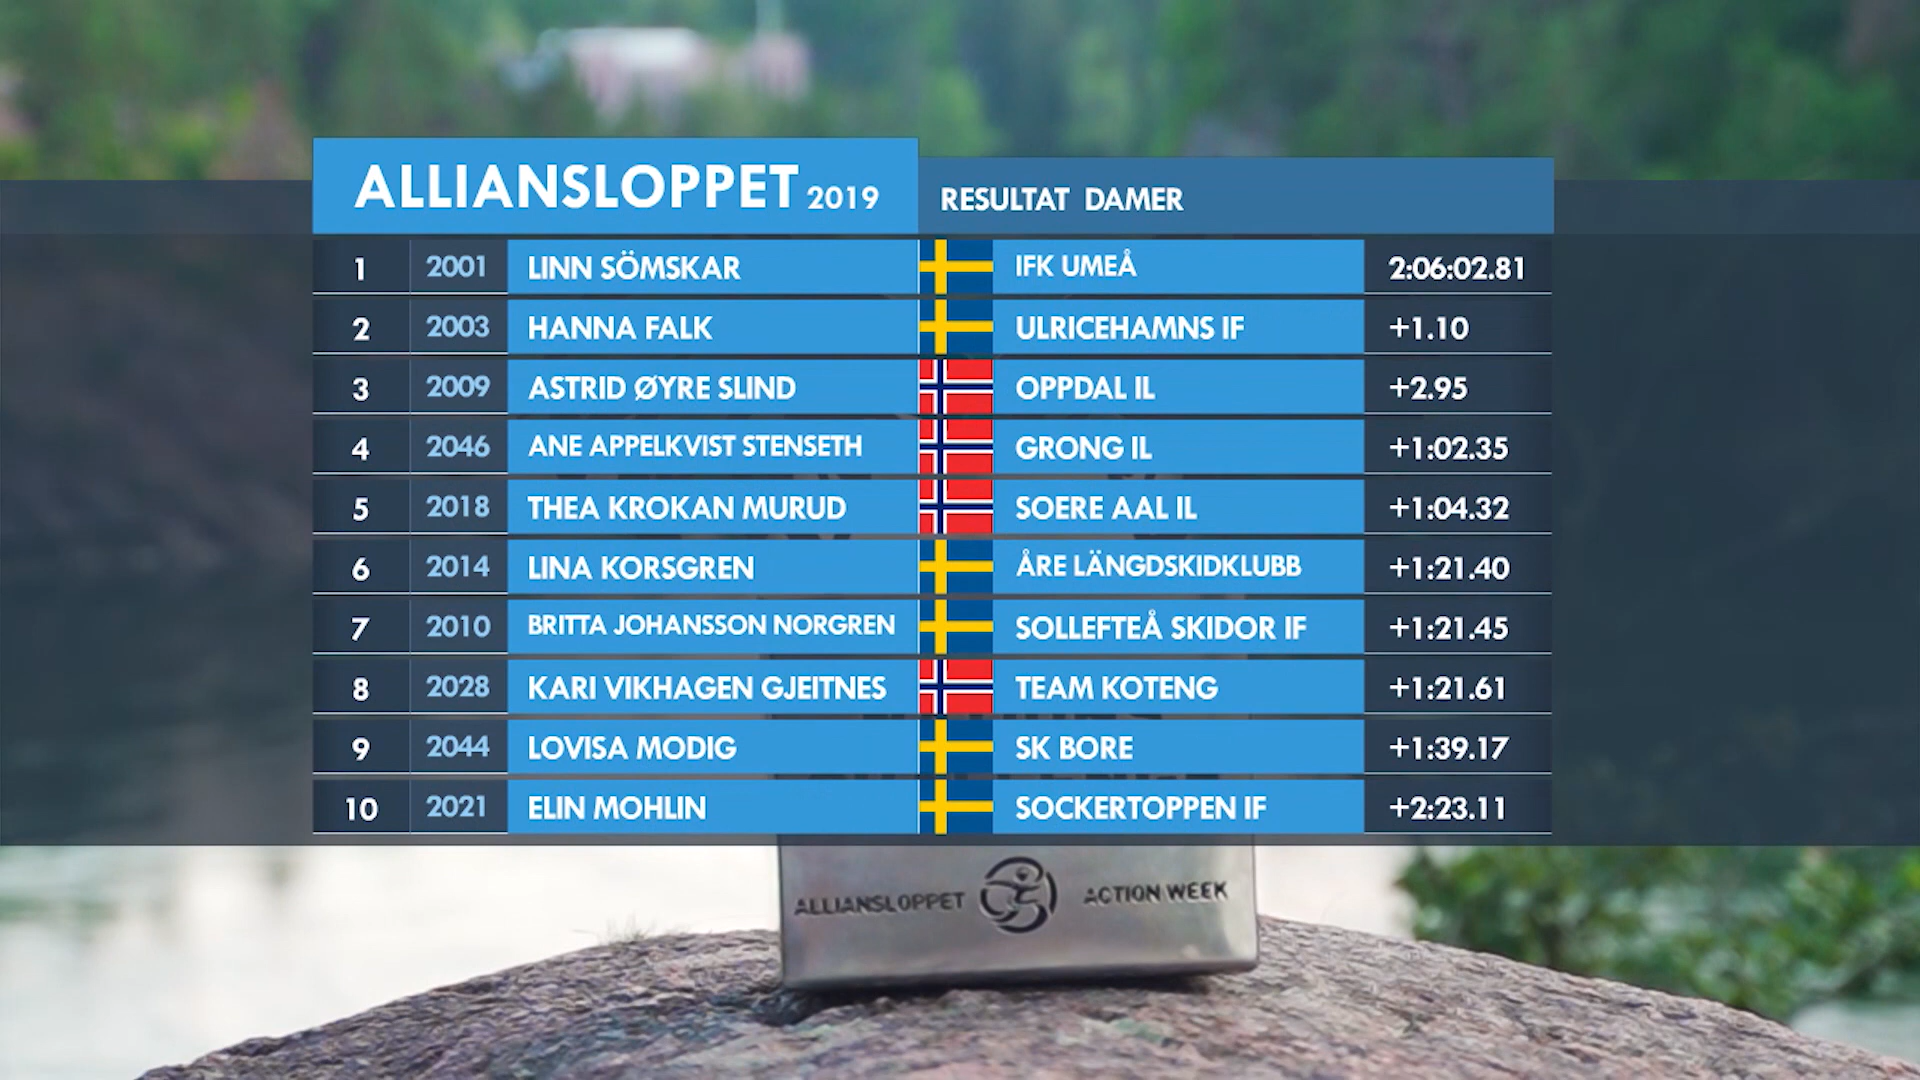 ALLIANSLOPPET 2019 RESULTAT DAMER
1 2001 LINN SÖMSKAR IFK UMEÅ 2:06:02.81
2 2003 HANNA FALK ULRICEHAMNS IF +1.10
3 2009 ASTRID ØYRE SLIND OPPDAL IL +2.95
4 2046 ANE APPELKVIST STENSETH GRONG IL +1:02.35
5 2018 THEA KROKAN MURUD SOERE AAL IL +1:04.32
6 2014 LINA KORSGREN ÅRE LÄNGDSKIDKLUBB +1:21.40
7 2010 BRITTA JOHANSSON NORGREN SOLLEFTEÅ SKIDOR IF +1:21.45
8 2028 KARI VIKHAGEN GJEITNES TEAM KOTENG +1:21.61
9 2044 LOVISA MODIG SK BORE +1:39.17
10 2021 ELIN MOHLIN SOCKERTOPPEN IF +2:23.11
ALLIANSLOPPET ACTION WEEK